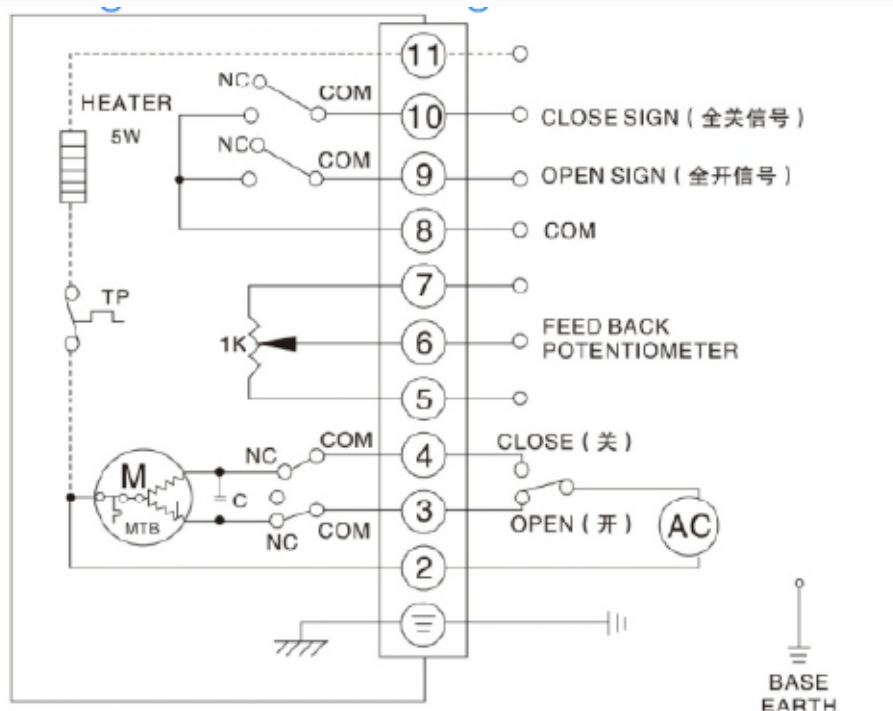 11
NC
COM
HEATER
5W
10
CLOSE SIGN ( 全关信号 )
NC
COM
9
OPEN SIGN ( 全开信号 )
8
COM
7
TP
1K
6
FEED BACK
POTENTIOMETER
5
COM
4
CLOSE ( 关 )
NC
M
C
3
MTB
NC
COM
OPEN ( 开 )
AC
2
BASE
EARTH